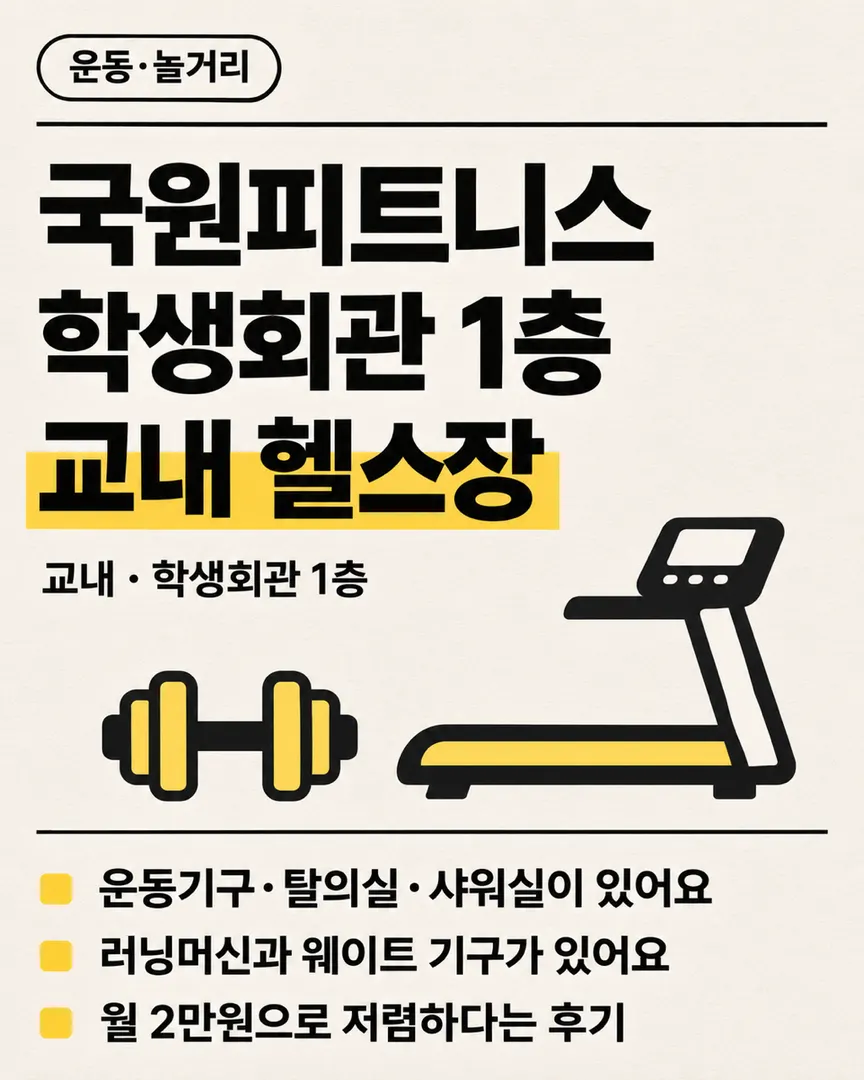 운동·놀거리
국원피트니스
학생회관 1층
교내 헬스장
교내 · 학생회관 1층
운동기구·탈의실·샤워실이 있어요
러닝머신과 웨이트 기구가 있어요
월 2만원으로 저렴하다는 후기